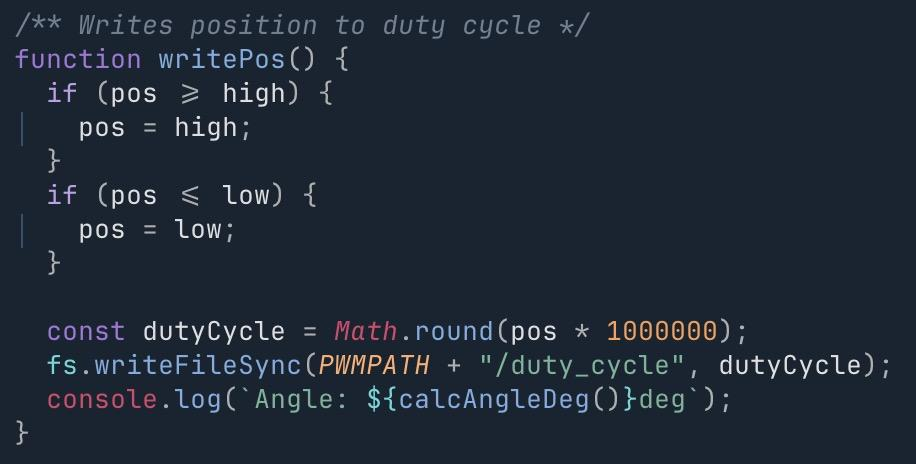 /** Writes position to duty cycle */
function writePos() {
  if (pos >= high) {
    pos = high;
  }
  if (pos <= low) {
    pos = low;
  }

  const dutyCycle = Math.round(pos * 1000000);
  fs.writeFileSync(PWMPATH + "/duty_cycle", dutyCycle);
  console.log(`Angle: ${calcAngleDeg()}deg`);
}